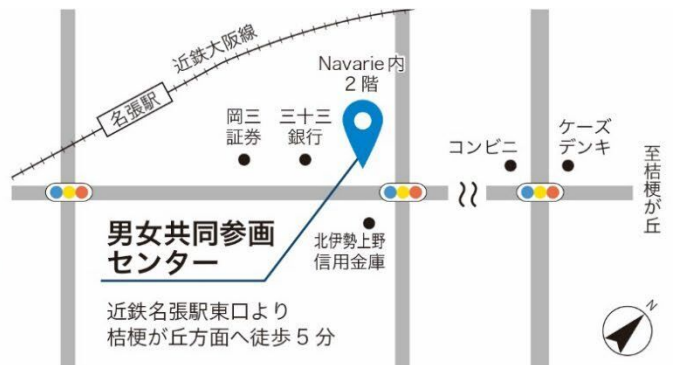 近鉄大阪線
名張駅
Navarie内
2階
岡三
証券
三十三
銀行
コンビニ
ケーズ
デンキ
至桔梗が丘
男女共同参画
センター
北伊勢上野
信用金庫
近鉄名張駅東口より
桔梗が丘方面へ徒歩5分
N